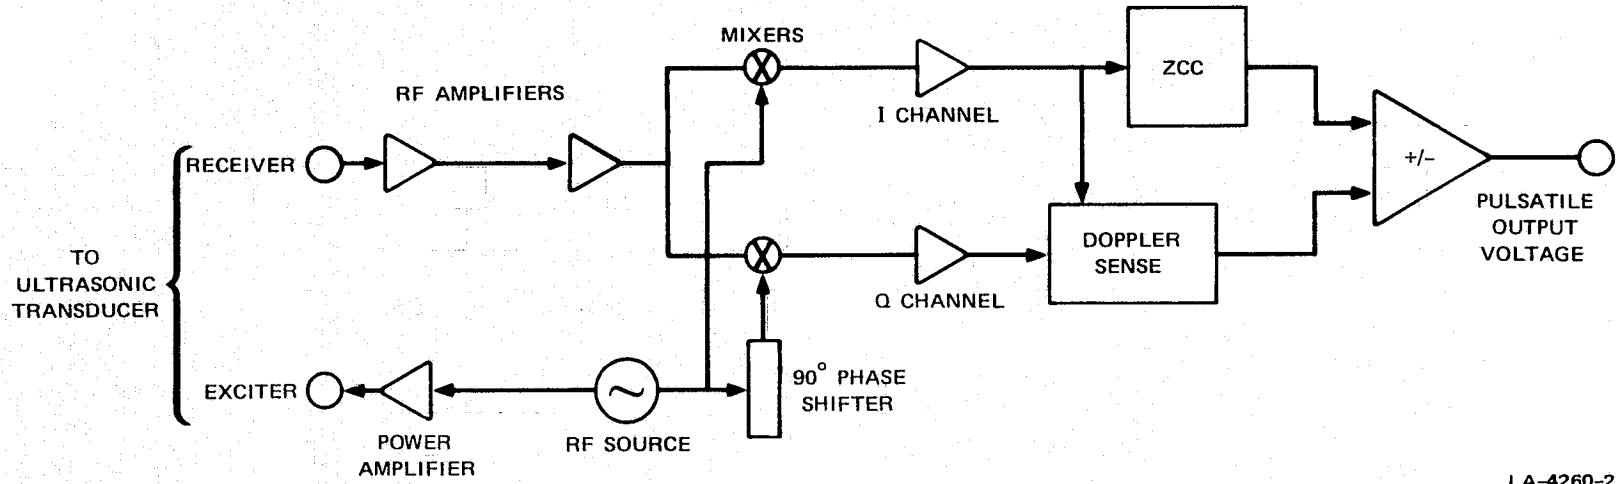 MIXERS
RF AMPLIFIERS
ZCC
I CHANNEL
RECEIVER
+/−
PULSATILE
OUTPUT
VOLTAGE
TO
ULTRASONIC
TRANSDUCER
DOPPLER
SENSE
Q CHANNEL
EXCITER
90° PHASE
SHIFTER
POWER
AMPLIFIER
RF SOURCE
LA-4260-2